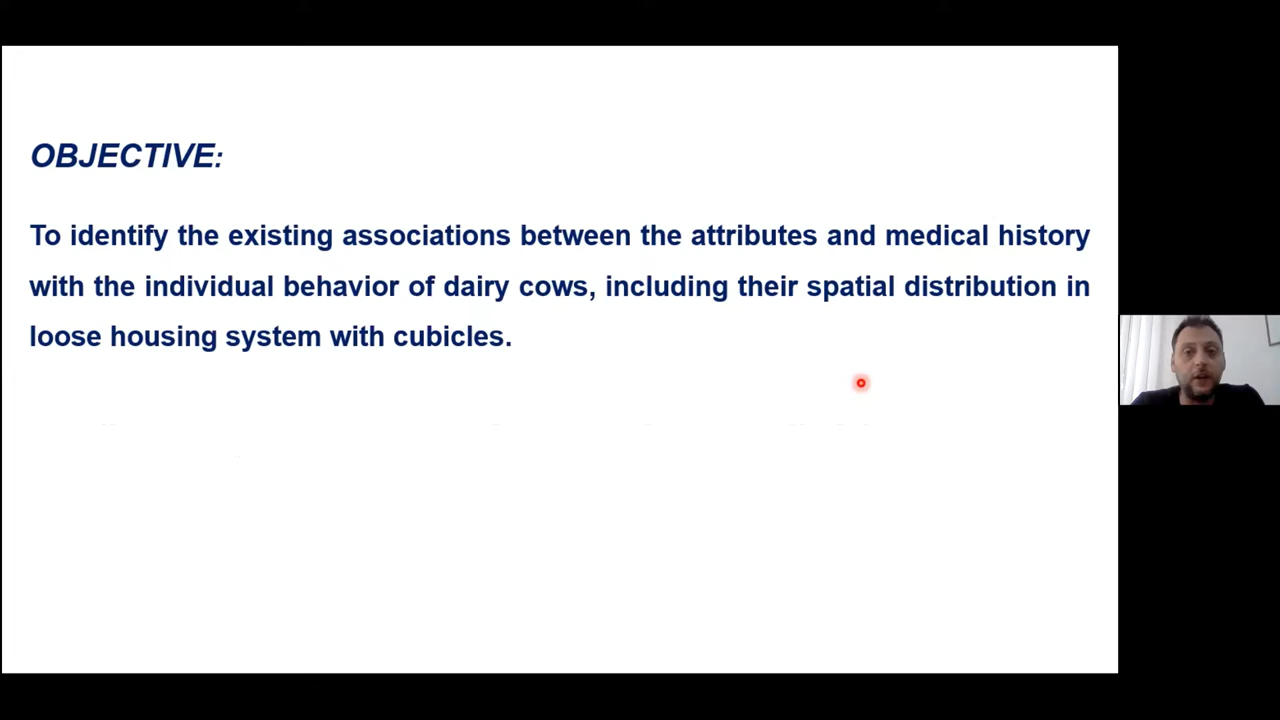 OBJECTIVE:
To identify the existing associations between the attributes and medical history
with the individual behavior of dairy cows, including their spatial distribution in
loose housing system with cubicles.